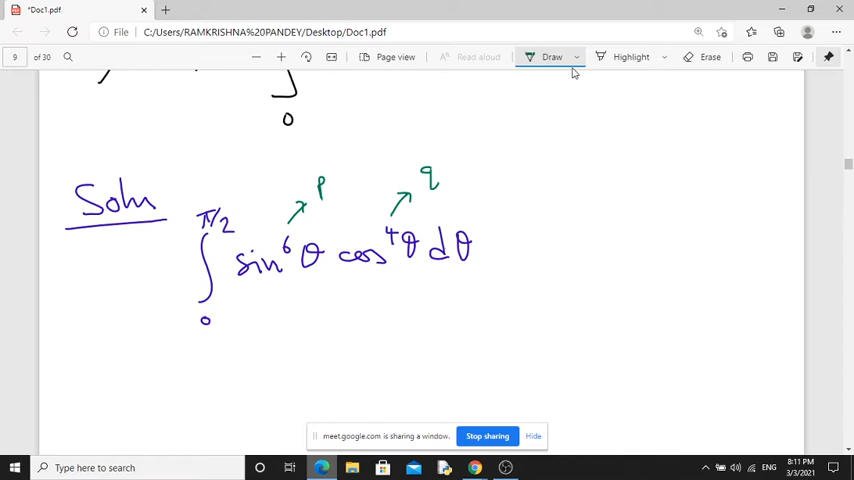 *Doc1.pdf
File
C:/Users/RAMKRISHNA%20PANDEY/Desktop/Doc1.pdf
9 of 30
Page view
Read aloud
Draw
Highlight
Erase
0
Soln
p q
∫₀^{π/2} sin⁶θ cos⁴θ dθ
meet.google.com is sharing a window.
Stop sharing
Hide
Type here to search
ENG
8:11 PM
3/3/2021